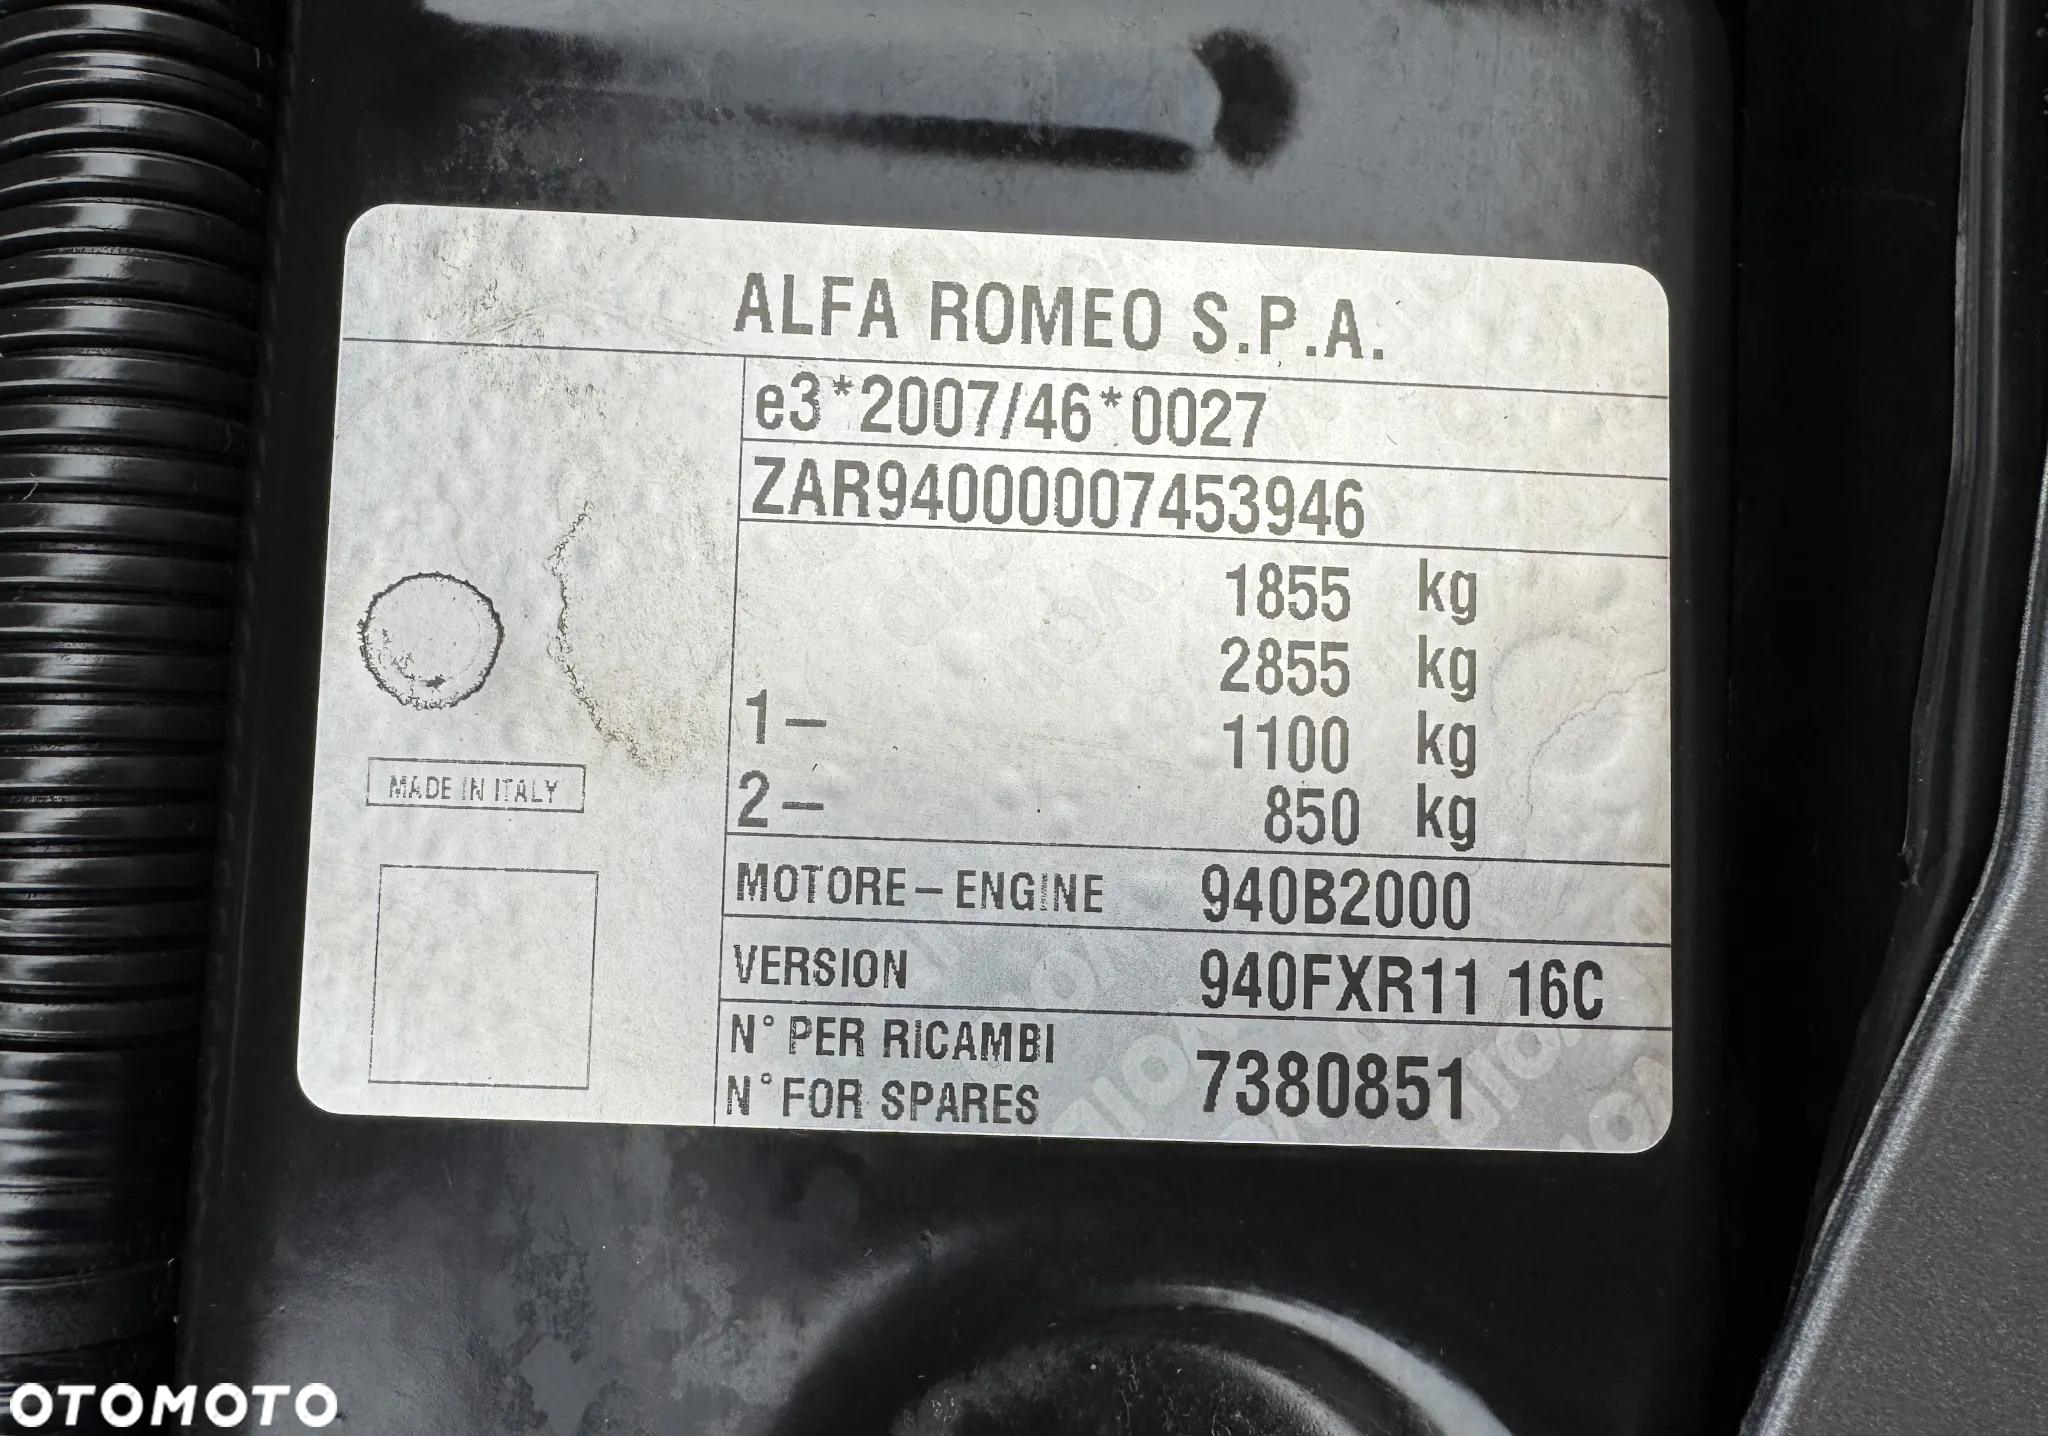 ALFA ROMEO S.P.A.
e3*2007/46*0027
ZAR94000007453946
1855 kg
2855 kg
1– 1100 kg
2– 850 kg
MADE IN ITALY
MOTORE–ENGINE 940B2000
VERSION 940FXR11 16C
N° PER RICAMBI
N° FOR SPARES 7380851
OTOMOTO